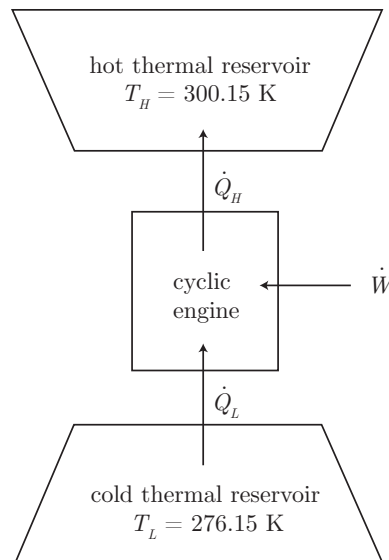 hot thermal reservoir
T_H = 300.15 K
Q̇_H
cyclic
engine
Ẇ
Q̇_L
cold thermal reservoir
T_L = 276.15 K